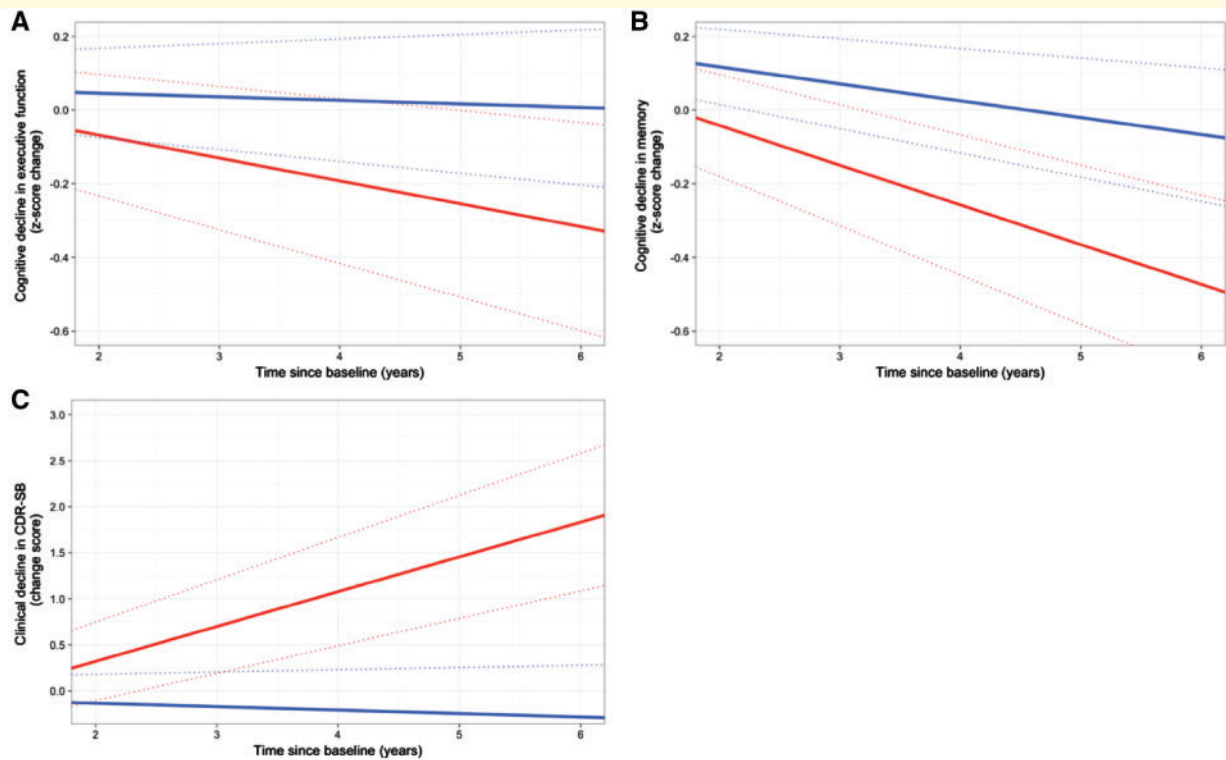 A
B
0.2
0.0
-0.2
-0.4
-0.6
Cognitive decline in executive function
(z-score change)
2
3
4
5
6
Time since baseline (years)
0.2
0.0
-0.2
-0.4
-0.6
Cognitive decline in memory
(z-score change)
2
3
4
5
6
Time since baseline (years)
C
3.0
2.5
2.0
1.5
1.0
0.5
0.0
Clinical decline in CDR-SB
(change score)
2
3
4
5
6
Time since baseline (years)